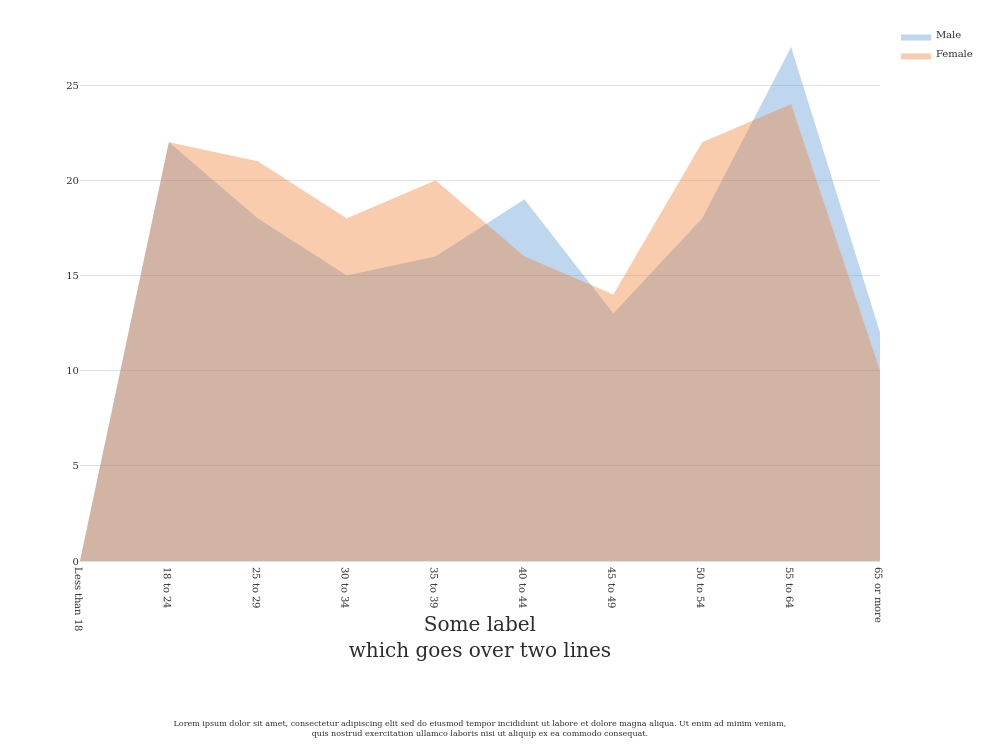 Male
Female
25
20
15
10
5
0
Less than 18
18 to 24
25 to 29
30 to 34
35 to 39
40 to 44
45 to 49
50 to 54
55 to 64
65 or more
Some label
which goes over two lines
Lorem ipsum dolor sit amet, consectetur adipiscing elit sed do eiusmod tempor incididunt ut labore et dolore magna aliqua. Ut enim ad minim veniam,
quis nostrud exercitation ullamco laboris nisi ut aliquip ex ea commodo consequat.